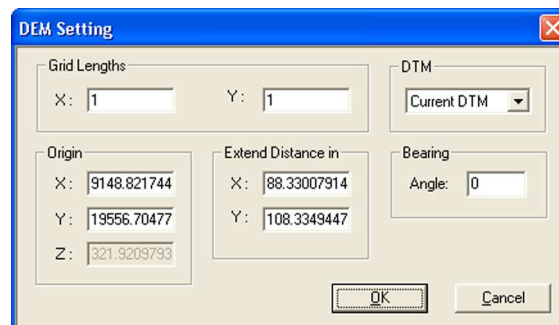 DEM Setting
Grid Lengths
X: 1
Y: 1
DTM
Current DTM
Origin
X: 9148.821744
Y: 19556.70477
Z: 321.9209793
Extend Distance in
X: 88.33007914
Y: 108.3349447
Bearing
Angle: 0
OK
Cancel